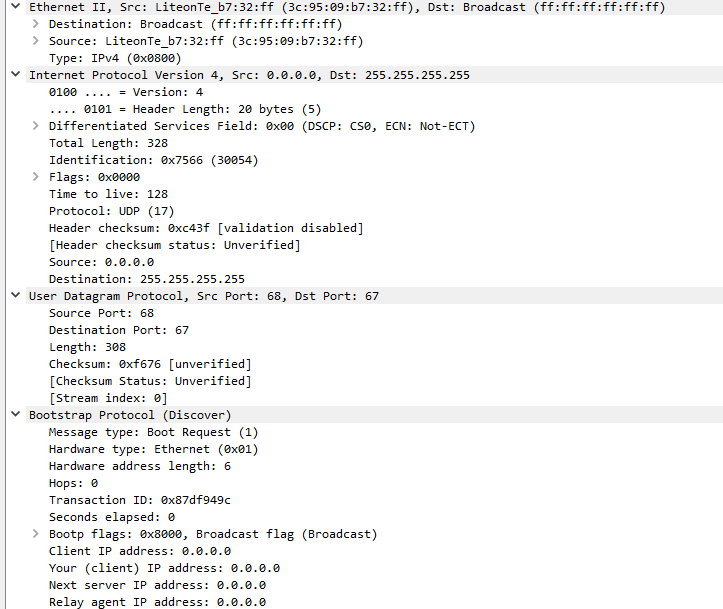 Ethernet II, Src: LiteonTe_b7:32:ff (3c:95:09:b7:32:ff), Dst: Broadcast (ff:ff:ff:ff:ff:ff)
Destination: Broadcast (ff:ff:ff:ff:ff:ff)
Source: LiteonTe_b7:32:ff (3c:95:09:b7:32:ff)
Type: IPv4 (0x0800)
Internet Protocol Version 4, Src: 0.0.0.0, Dst: 255.255.255.255
0100 .... = Version: 4
.... 0101 = Header Length: 20 bytes (5)
Differentiated Services Field: 0x00 (DSCP: CS0, ECN: Not-ECT)
Total Length: 328
Identification: 0x7566 (30054)
Flags: 0x0000
Time to live: 128
Protocol: UDP (17)
Header checksum: 0xc43f [validation disabled]
[Header checksum status: Unverified]
Source: 0.0.0.0
Destination: 255.255.255.255
User Datagram Protocol, Src Port: 68, Dst Port: 67
Source Port: 68
Destination Port: 67
Length: 308
Checksum: 0xf676 [unverified]
[Checksum Status: Unverified]
[Stream index: 0]
Bootstrap Protocol (Discover)
Message type: Boot Request (1)
Hardware type: Ethernet (0x01)
Hardware address length: 6
Hops: 0
Transaction ID: 0x87df949c
Seconds elapsed: 0
Bootp flags: 0x8000, Broadcast flag (Broadcast)
Client IP address: 0.0.0.0
Your (client) IP address: 0.0.0.0
Next server IP address: 0.0.0.0
Relay agent IP address: 0.0.0.0